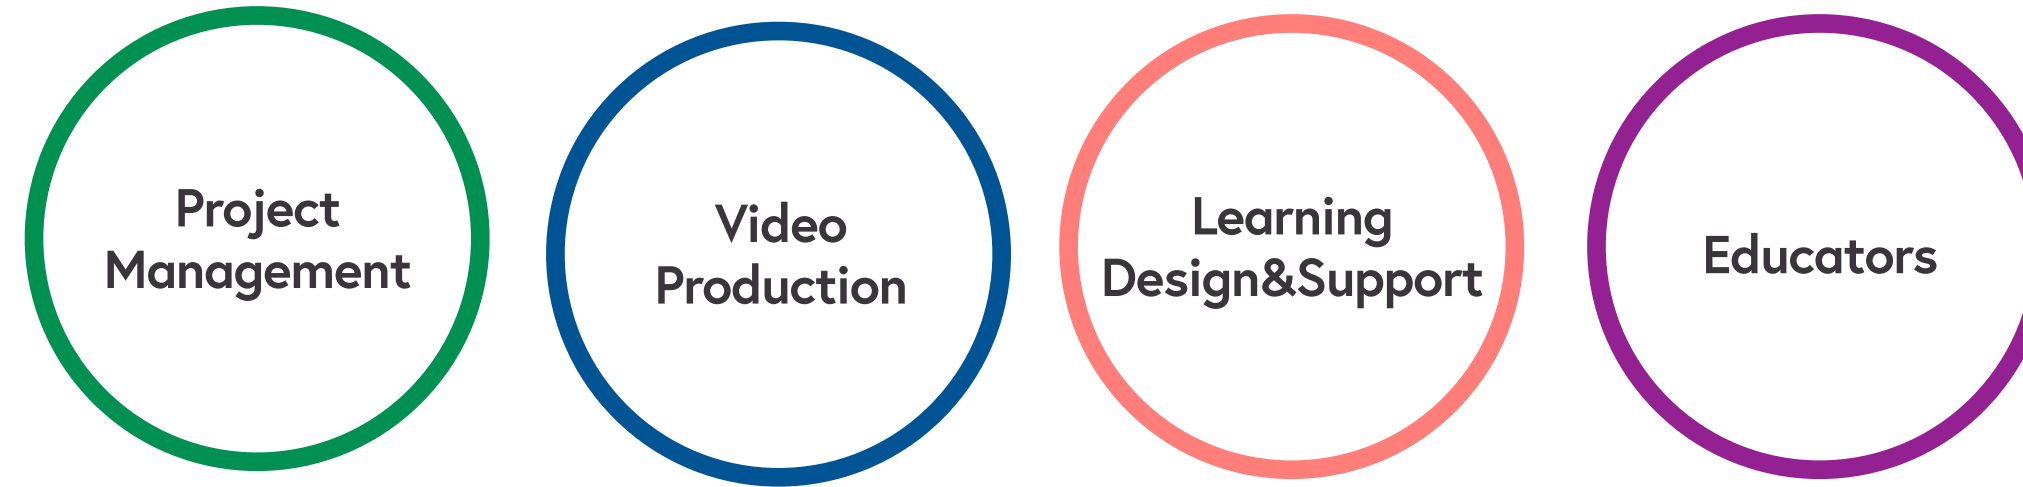 Project
Management
Video
Production
Learning
Design&Support
Educators